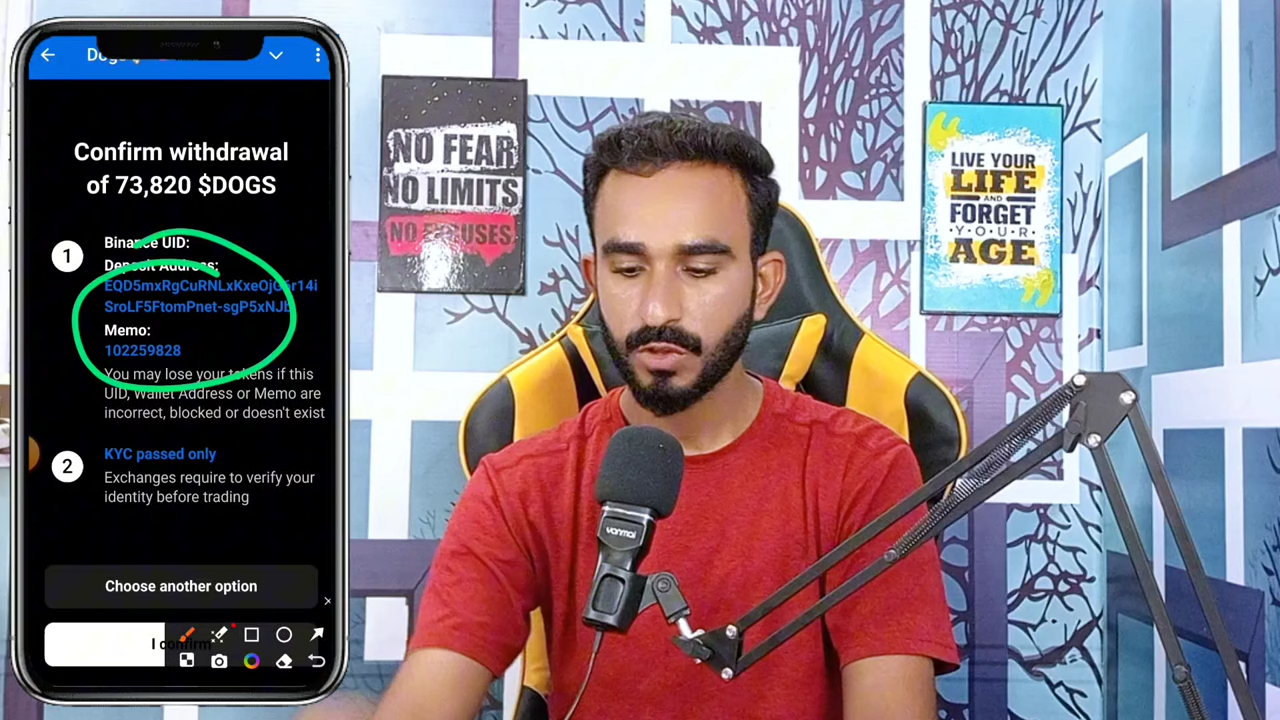 Confirm withdrawal
of 73,820 $DOGS
1
Binance UID:
Deposit Address:
Memo:
102259828
You may lose your tokens if this
UID, Wallet Address or Memo are
incorrect, blocked or doesn't exist
2
KYC passed only
Exchanges require to verify your
identity before trading
Choose another option
I confirm
NO FEAR
NO LIMITS
NO EXCUSES
LIVE YOUR
LIFE
AND
FORGET
YOUR
AGE
vanmai